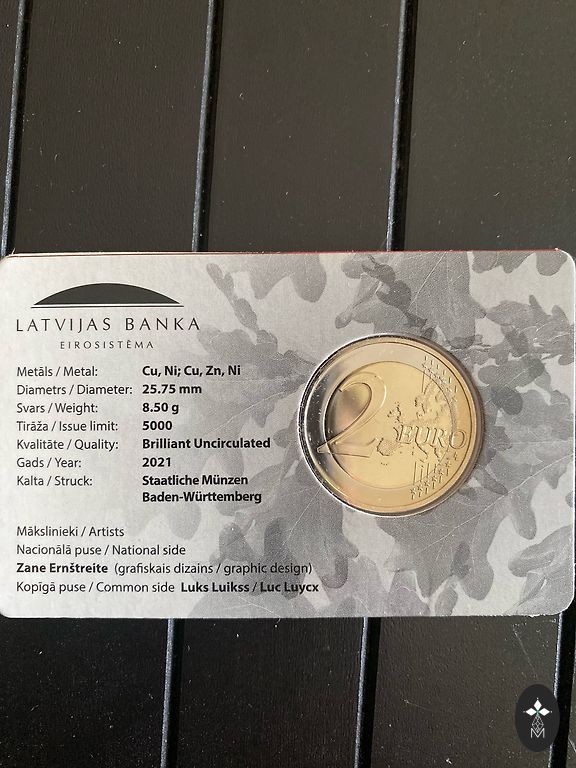 LATVIJAS BANKA
EIROSISTĒMA
Metāls / Metal: Cu, Ni; Cu, Zn, Ni
Diametrs / Diameter: 25.75 mm
Svars / Weight: 8.50 g
Tirāža / Issue limit: 5000
Kvalitāte / Quality: Brilliant Uncirculated
Gads / Year: 2021
Kalta / Struck: Staatliche Münzen
Baden-Württemberg
Mākslinieki / Artists
Nacionālā puse / National side
Zane Ernštreite (grafiskais dizains / graphic design)
Kopīgā puse / Common side Luks Luikss / Luc Luycx
2 EURO
M